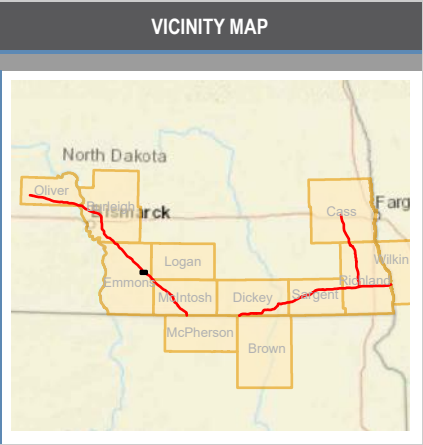 VICINITY MAP
North Dakota
Oliver
Burleigh
Bismarck
Cass
Farg
Logan
Wilkin
Emmons
McIntosh
Dickey
Sargent
Richland
McPherson
Brown